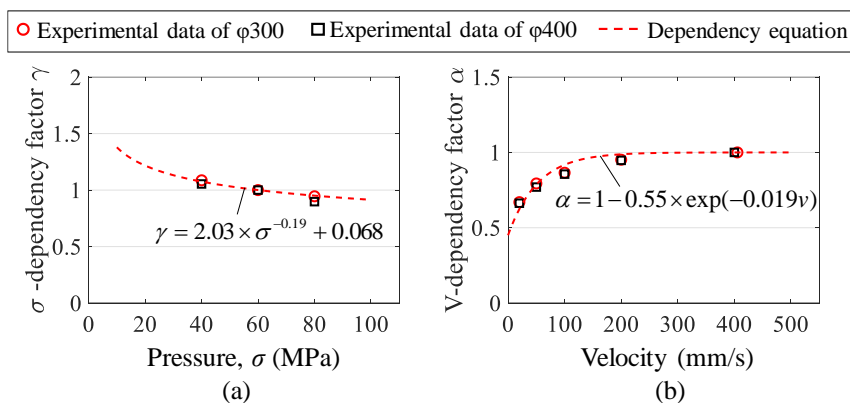 Experimental data of φ300 Experimental data of φ400 Dependency equation
σ -dependency factor γ
2
1.5
1
0.5
0
γ = 2.03 × σ^{-0.19} + 0.068
0 20 40 60 80 100
Pressure, σ (MPa)
(a)
V-dependency factor α
1.5
1
0.5
0
α = 1 − 0.55 × exp(−0.019v)
0 100 200 300 400 500
Velocity (mm/s)
(b)